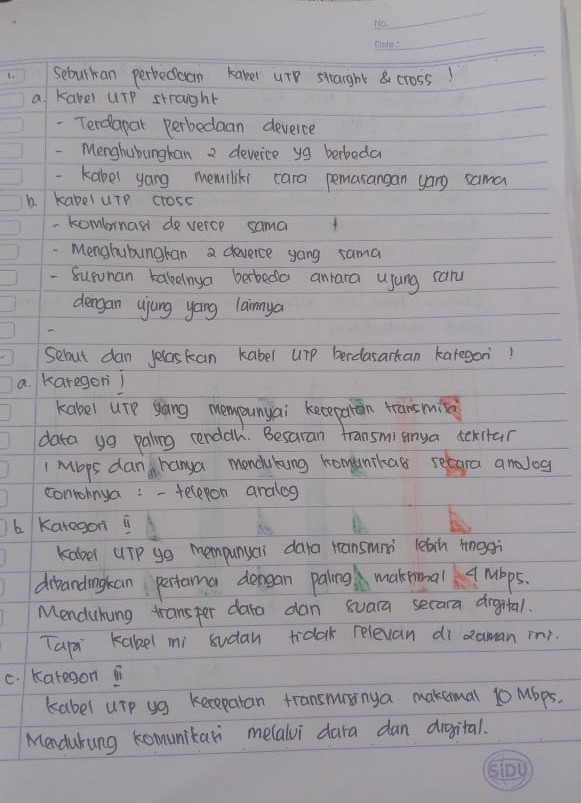 No.
Date :
1. Sebutkan perbedaan kabel UTP straight & cross !
a. Kabel UTP straight
- Terdapat perbedaan deverce
- Menghubungkan 2 deverce yg berbeda
- kabel yang memiliki cara pemasangan yang sama
b. kabel UTP cross
- kombinasi deverce sama
- Menghubungkan 2 deverce yang sama
- Susunan kabelnya berbeda antara ujung satu
dengan ujung yang lainnya
-
Sebut dan jelaskan kabel UTP berdasarkan kategori !
a. Kategori i
kabel UTP yang mempunyai kecepatan transmisi
data yg paling rendah. Besaran transmisinya sekitar
1 Mbps dan hanya mendukung komunikasi secara analog
contohnya : - telepon analog
b. Kategori ii
Kabel UTP yg mempunyai data transmisi lebih tinggi
dibandingkan pertama dengan paling maksimal 4 Mbps.
Mendukung transfer data dan suara secara digital.
Tapi kabel ini sudah tidak relevan di zaman ini.
c. Kategori iii
Kabel UTP yg kecepatan transmisinya maksimal 10 Mbps.
Mendukung komunikasi melalui data dan digital.
SiDU